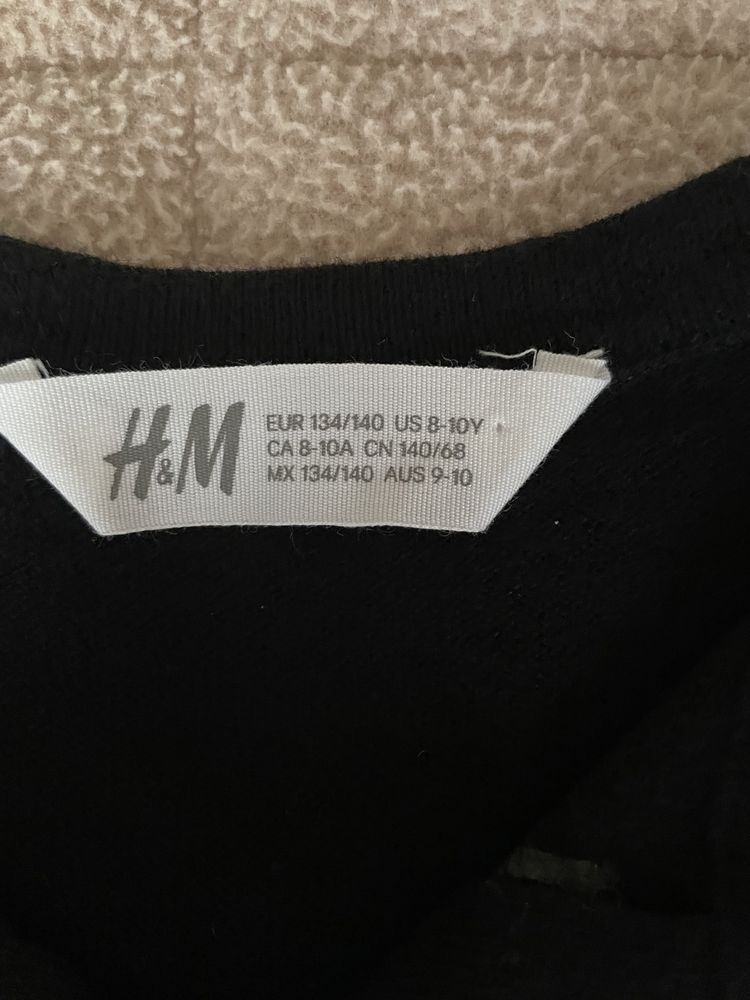 H&M
EUR 134/140 US 8-10Y
CA 8-10A CN 140/68
MX 134/140 AUS 9-10